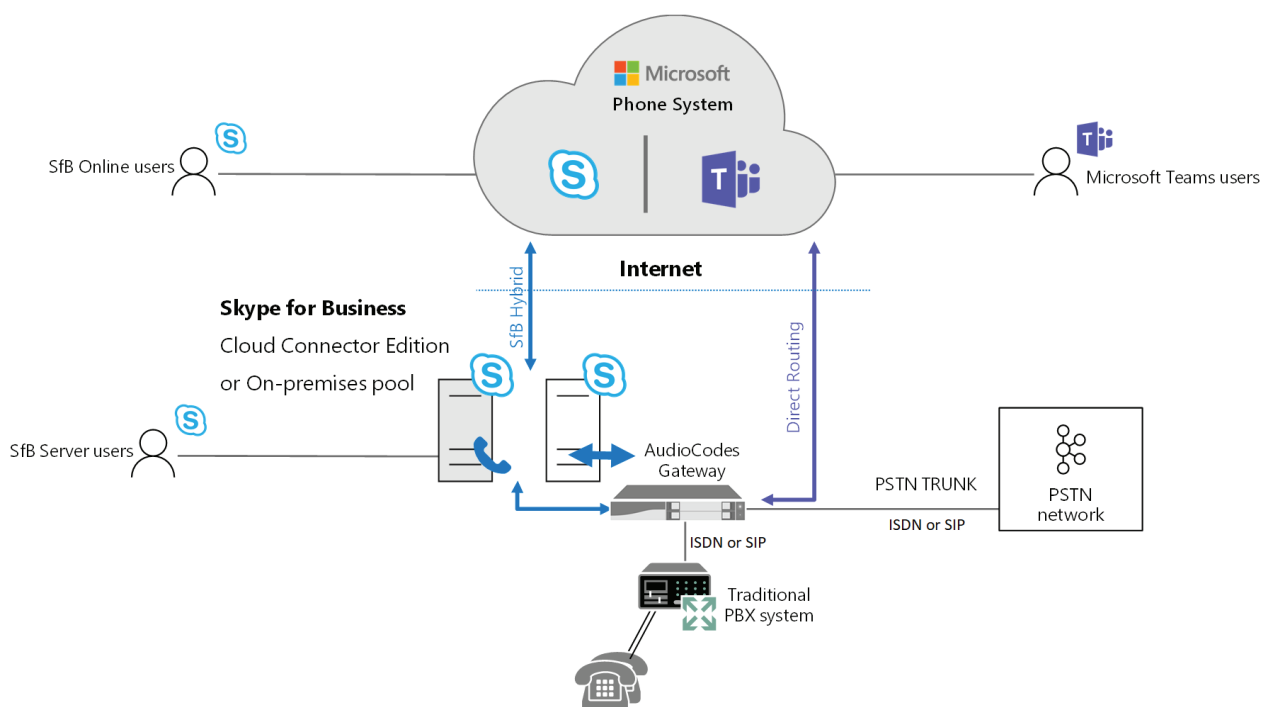 Microsoft
Phone System
S
T
SfB Online users
S
T
Microsoft Teams users
Internet
SfB Hybrid
Direct Routing
Skype for Business
Cloud Connector Edition
or On-premises pool
S
S
SfB Server users
S
AudioCodes
Gateway
PSTN TRUNK
ISDN or SIP
PSTN
network
ISDN or SIP
Traditional
PBX system